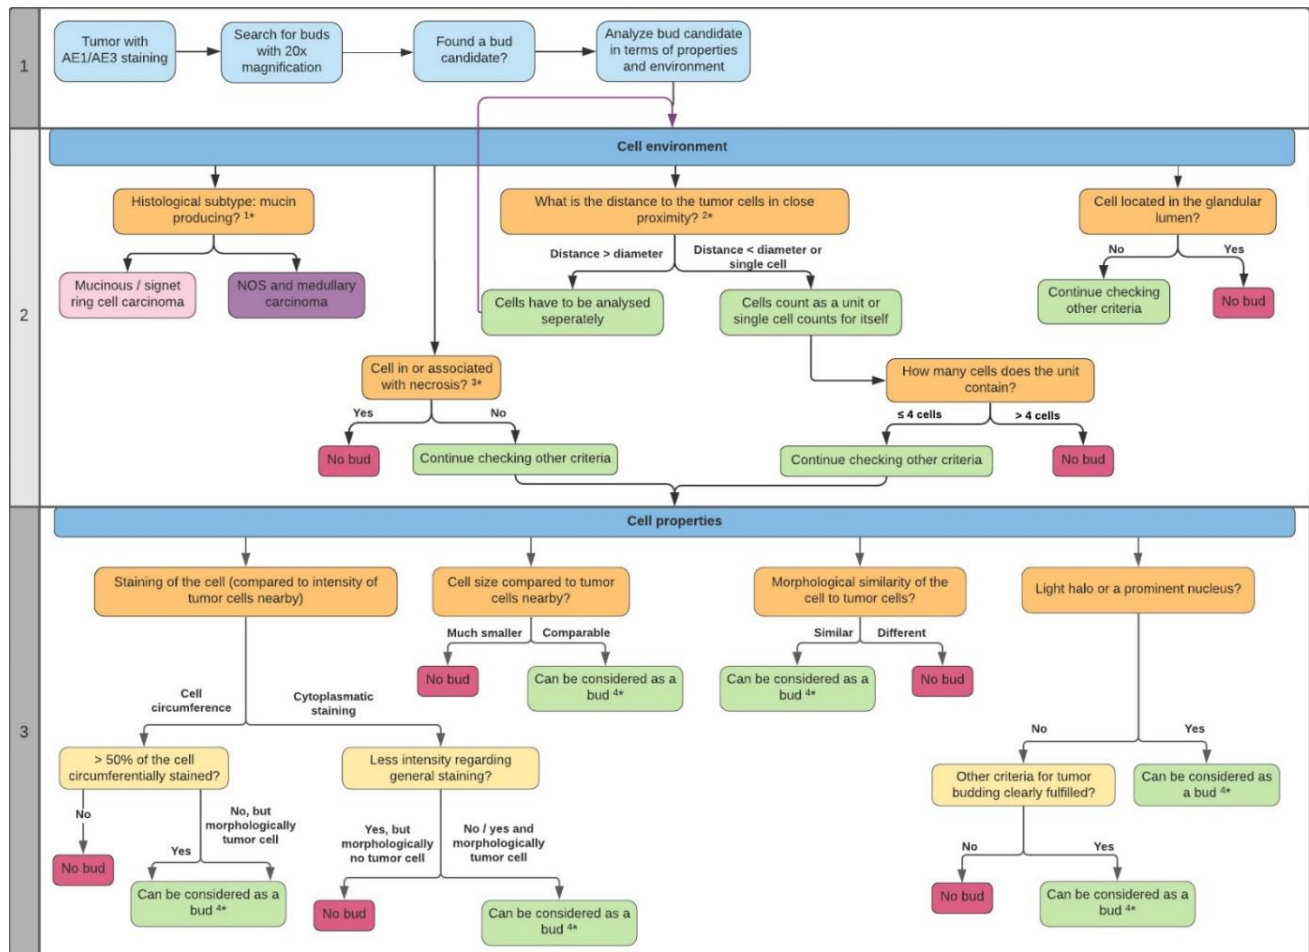 1
Tumor with
AE1/AE3 staining
Search for buds
with 20x
magnification
Found a bud
candidate?
Analyze bud candidate
in terms of properties
and environment
2
Cell environment
Histological subtype: mucin
producing? ¹*
Mucinous / signet
ring cell carcinoma
NOS and medullary
carcinoma
What is the distance to the tumor cells in close
proximity? ²*
Distance > diameter
Distance < diameter or
single cell
Cells have to be analysed
seperately
Cells count as a unit or
single cell counts for itself
Cell located in the glandular
lumen?
No
Yes
Continue checking
other criteria
No bud
Cell in or associated
with necrosis? ³*
Yes
No
No bud
Continue checking other criteria
How many cells does the unit
contain?
≤ 4 cells
> 4 cells
Continue checking other criteria
No bud
3
Cell properties
Staining of the cell (compared to intensity of
tumor cells nearby)
Cell
circumference
Cytoplasmatic
staining
> 50% of the cell
circumferentially stained?
No
Yes
No, but
morphologically
tumor cell
No bud
Can be considered as a
bud ⁴*
Less intensity regarding
general staining?
Yes, but
morphologically
no tumor cell
No / yes and
morphologically
tumor cell
No bud
Can be considered as a
bud ⁴*
Cell size compared to tumor
cells nearby?
Much smaller
Comparable
No bud
Can be considered as a
bud ⁴*
Morphological similarity of the
cell to tumor cells?
Similar
Different
Can be considered as a
bud ⁴*
No bud
Light halo or a prominent nucleus?
No
Yes
Other criteria for tumor
budding clearly fulfilled?
Can be considered as
a bud ⁴*
No
Yes
No bud
Can be considered as a
bud ⁴*